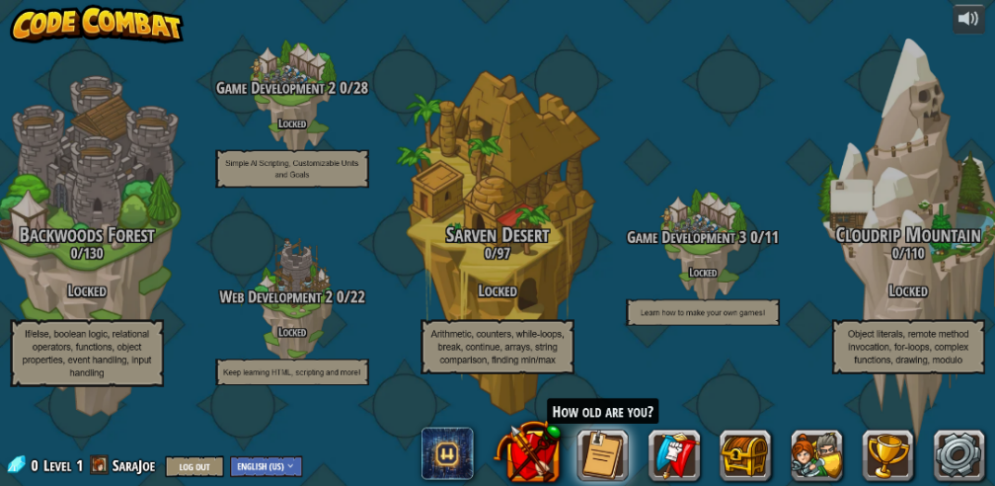 CODE COMBAT
GAME DEVELOPMENT 2 0/28
LOCKED
Simple AI Scripting, Customizable Units
and Goals
BACKWOODS FOREST
0/130
LOCKED
If/else, boolean logic, relational
operators, functions, object
properties, event handling, input
handling
WEB DEVELOPMENT 2 0/22
LOCKED
Keep learning HTML, scripting and more!
SARVEN DESERT
0/97
LOCKED
Arithmetic, counters, while-loops,
break, continue, arrays, string
comparison, finding min/max
GAME DEVELOPMENT 3 0/11
LOCKED
Learn how to make your own games!
CLOUDRIP MOUNTAIN
0/110
LOCKED
Object literals, remote method
invocation, for-loops, complex
functions, drawing, modulo
HOW OLD ARE YOU?
0 LEVEL 1 SARAJOE LOG OUT ENGLISH (US)